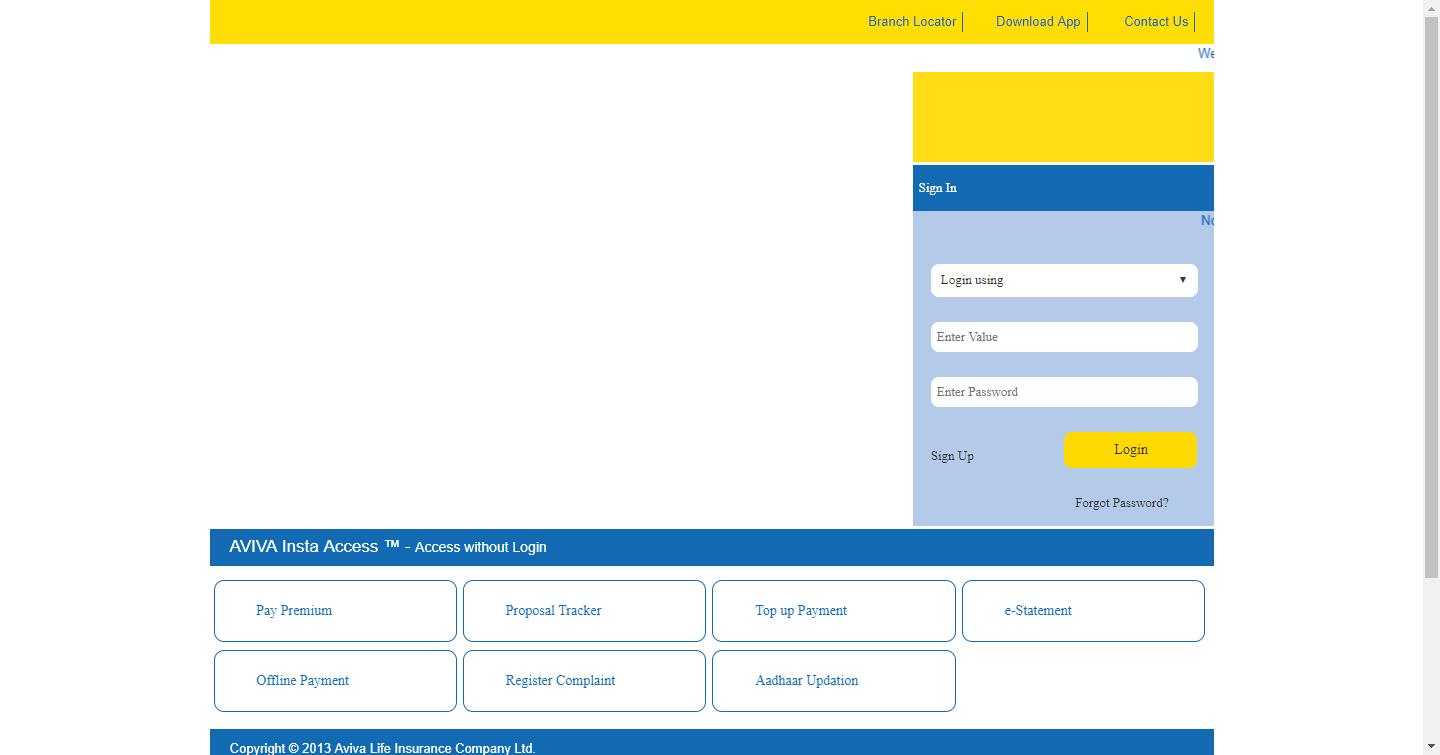 Branch Locator
Download App
Contact Us
We
Sign In
No
Login using
Enter Value
Enter Password
Sign Up
Login
Forgot Password?
AVIVA Insta Access ™ - Access without Login
Pay Premium
Proposal Tracker
Top up Payment
e-Statement
Offline Payment
Register Complaint
Aadhaar Updation
Copyright © 2013 Aviva Life Insurance Company Ltd.